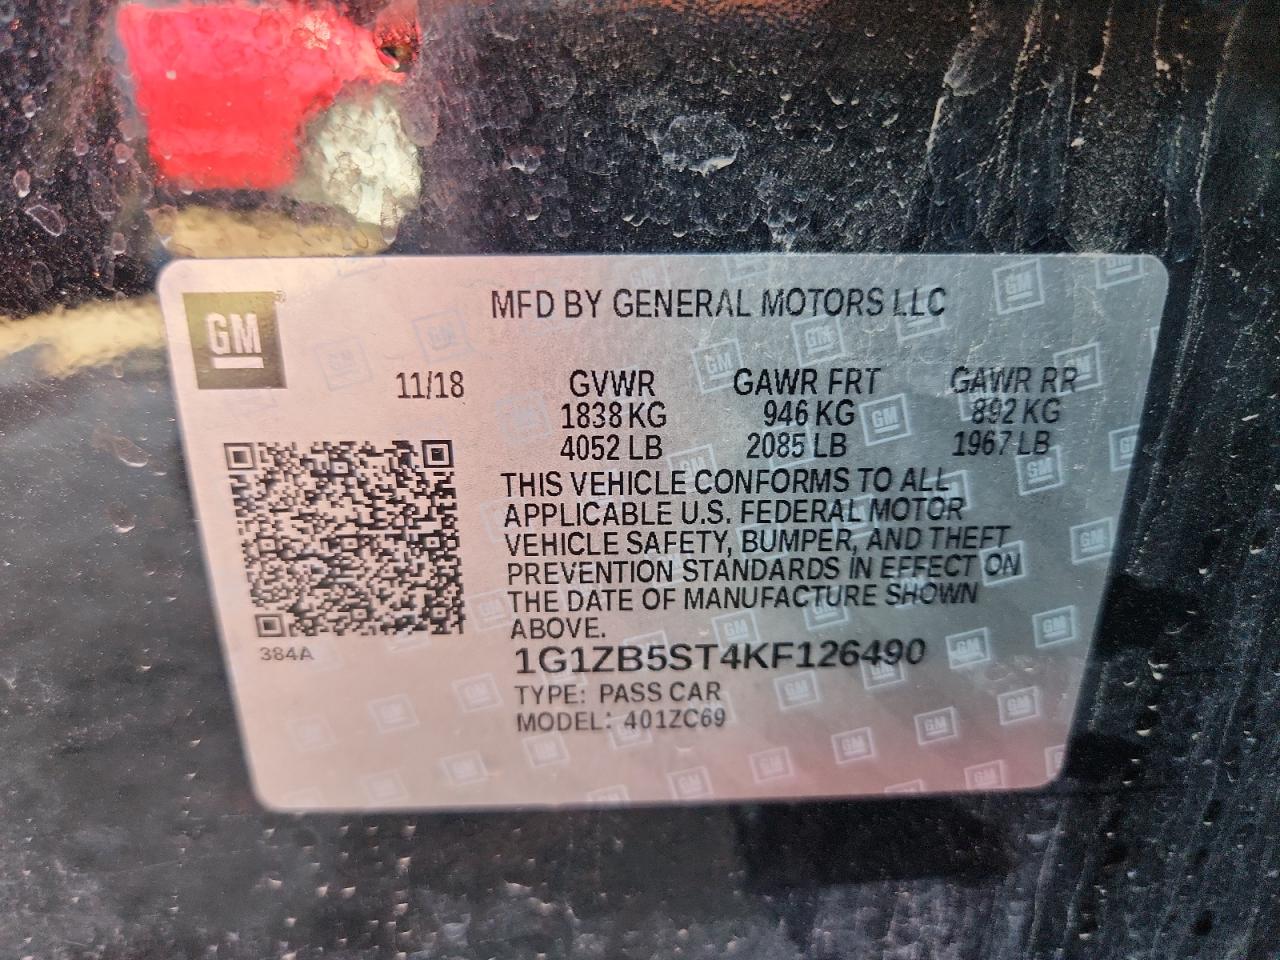 MFD BY GENERAL MOTORS LLC
GM
11/18 GVWR GAWR FRT GAWR RR
1838 KG 946 KG 892 KG
4052 LB 2085 LB 1967 LB
THIS VEHICLE CONFORMS TO ALL
APPLICABLE U.S. FEDERAL MOTOR
VEHICLE SAFETY, BUMPER, AND THEFT
PREVENTION STANDARDS IN EFFECT ON
THE DATE OF MANUFACTURE SHOWN
ABOVE.
384A
1G1ZB5ST4KF126490
TYPE: PASS CAR
MODEL: 401ZC69